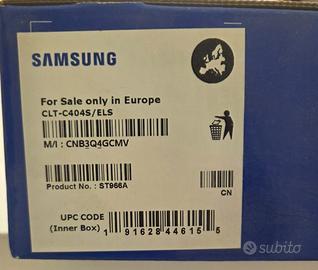 SAMSUNG
For Sale only in Europe
CLT-C404S/ELS
M/I : CNB3Q4GCMV
Product No. : ST966A
CN
UPC CODE
(Inner Box)
1 91628 44615 5
subito